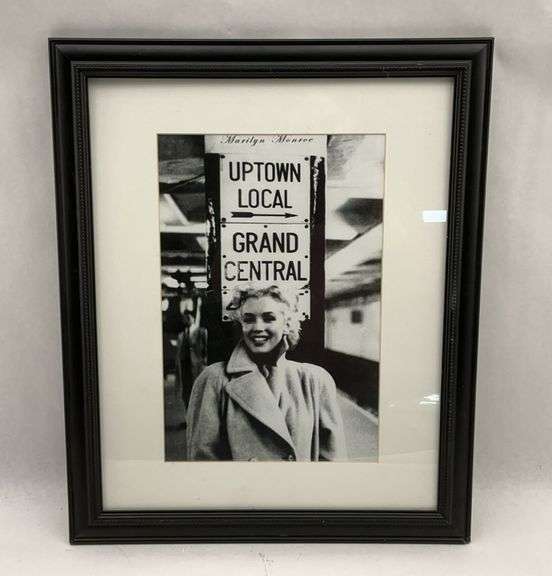 Marilyn Monroe
UPTOWN
LOCAL
GRAND
CENTRAL